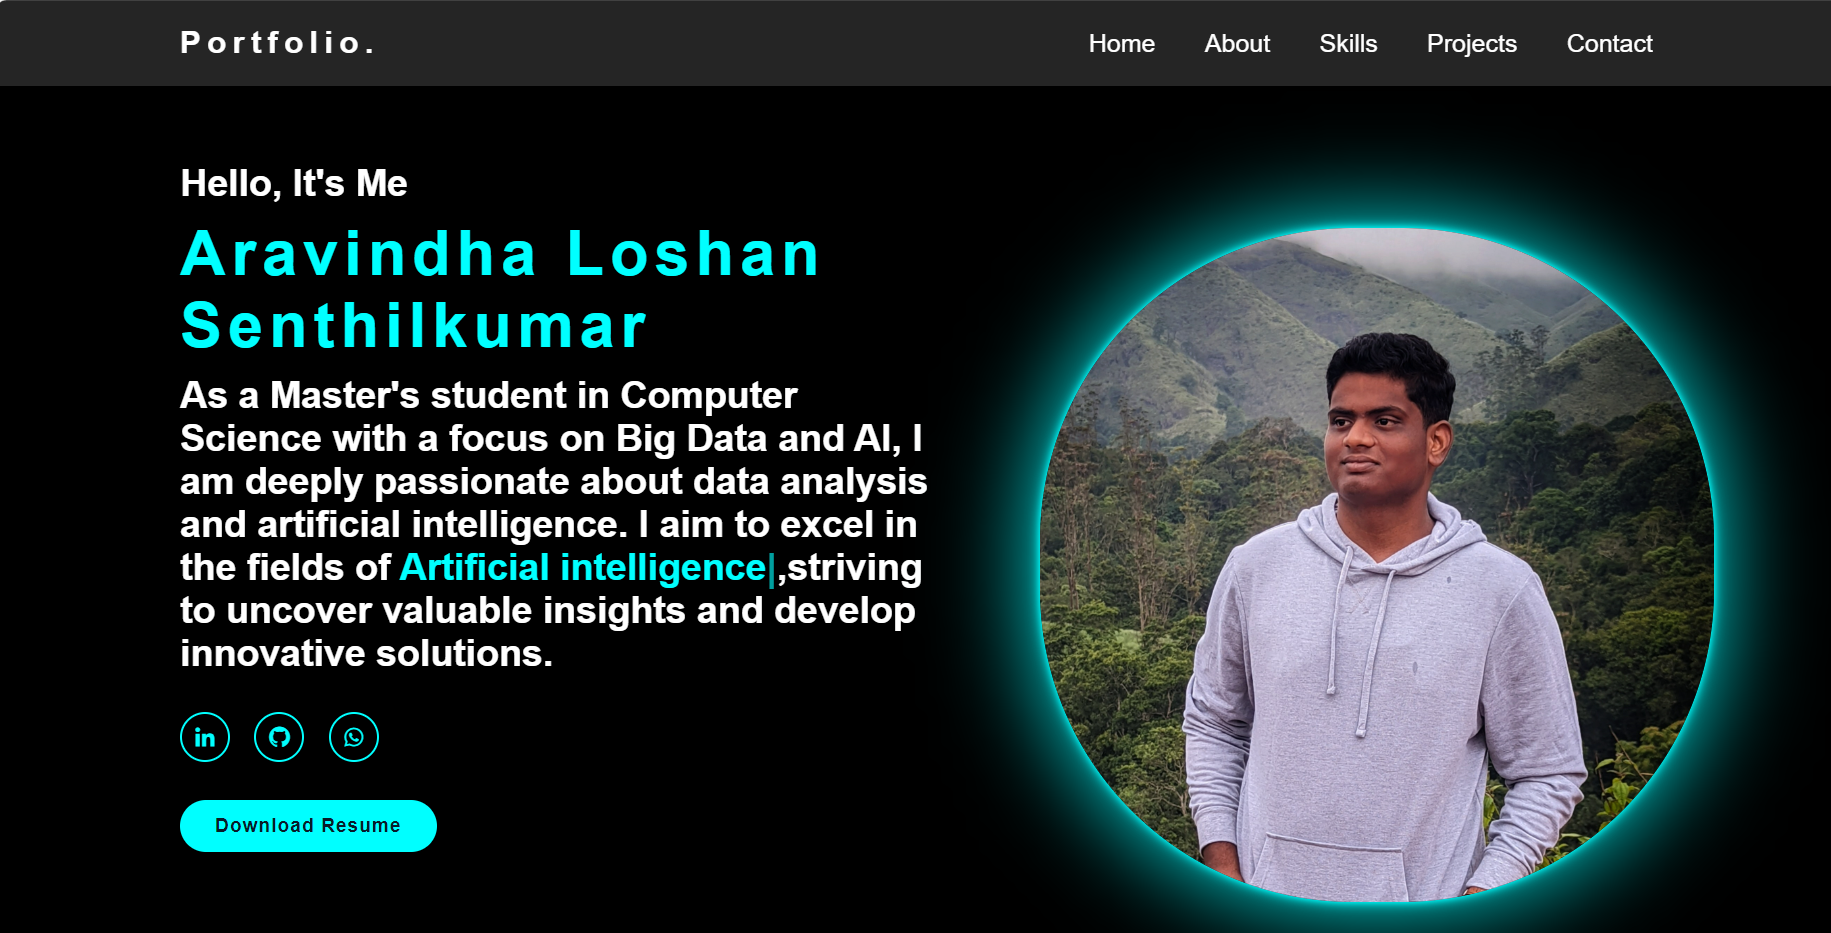 Portfolio.
Home About Skills Projects Contact
Hello, It's Me
Aravindha Loshan
Senthilkumar
As a Master's student in Computer
Science with a focus on Big Data and AI, I
am deeply passionate about data analysis
and artificial intelligence. I aim to excel in
the fields of Artificial intelligence|,striving
to uncover valuable insights and develop
innovative solutions.
in
Download Resume